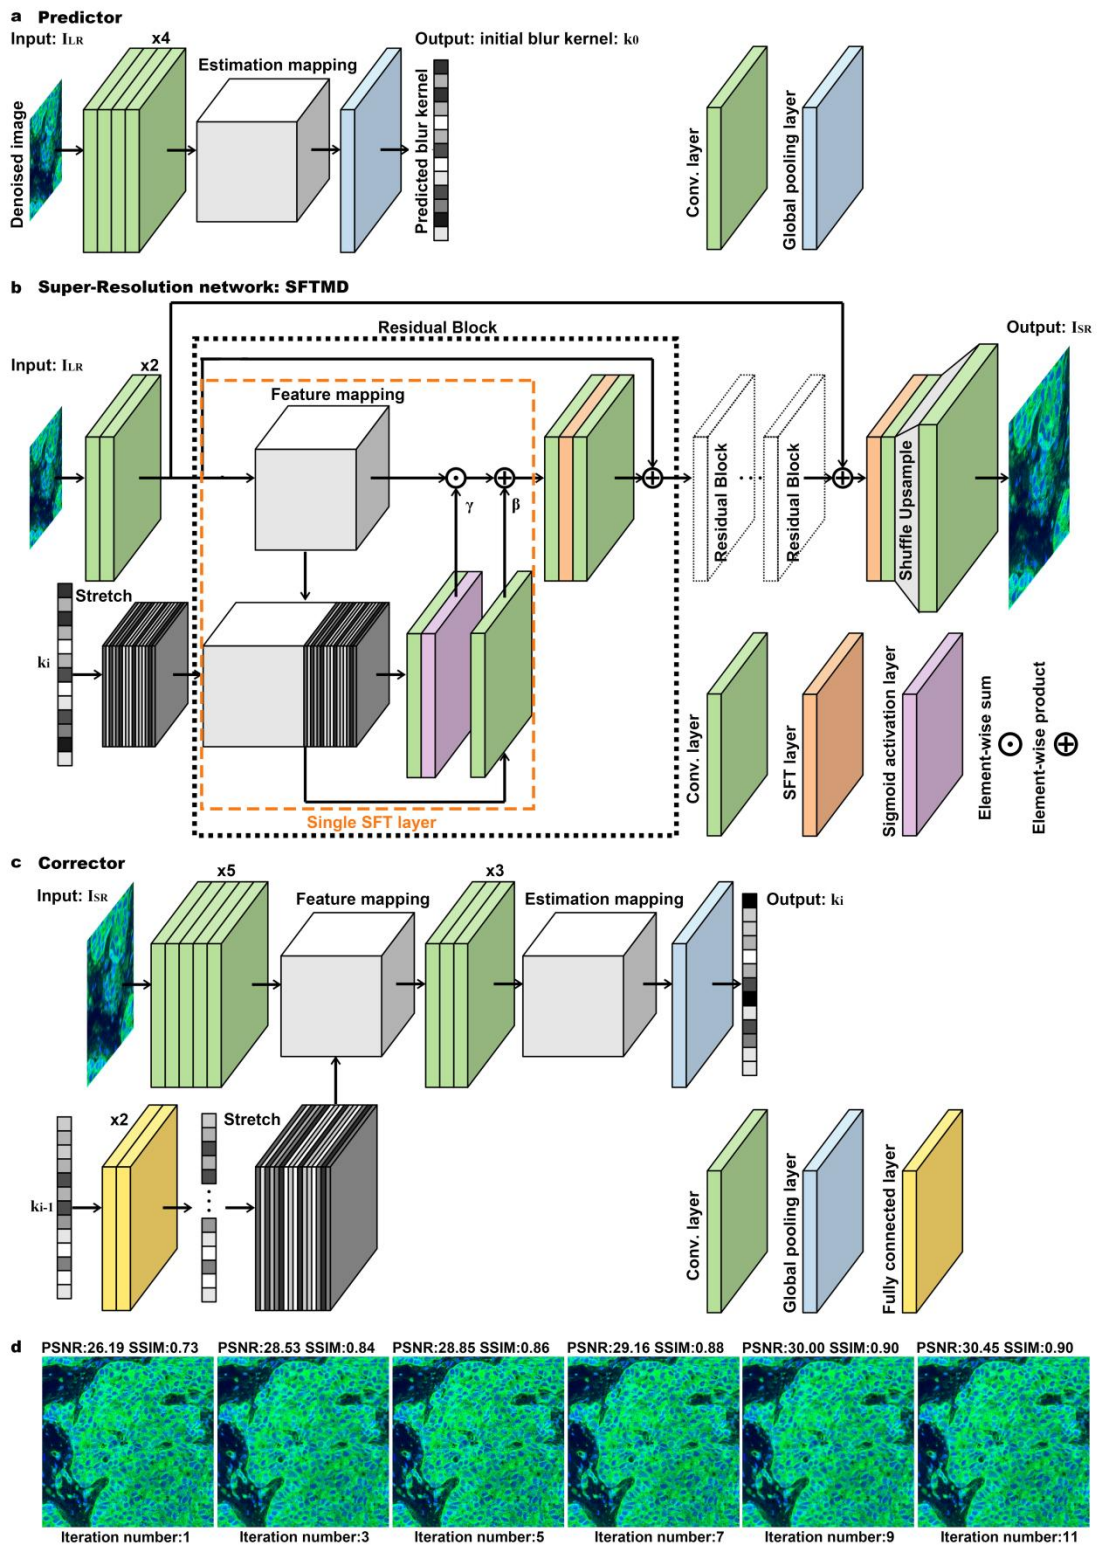 a Predictor
Input: ILR
x4
Output: initial blur kernel: k0
Estimation mapping
Denoised image
Predicted blur kernel
Conv. layer
Global pooling layer
b Super-Resolution network: SFTMD
Residual Block
Output: ISR
Input: ILR
x2
Feature mapping
γ
β
Residual Block
...
Residual Block
Shuffle Upsample
Stretch
ki
Single SFT layer
Conv. layer
SFT layer
Sigmoid activation layer
Element-wise sum
Element-wise product
c Corrector
Input: ISR
x5
Feature mapping
x3
Estimation mapping
Output: ki
x2
Stretch
ki-1
Conv. layer
Global pooling layer
Fully connected layer
d
PSNR:26.19 SSIM:0.73
PSNR:28.53 SSIM:0.84
PSNR:28.85 SSIM:0.86
PSNR:29.16 SSIM:0.88
PSNR:30.00 SSIM:0.90
PSNR:30.45 SSIM:0.90
Iteration number:1
Iteration number:3
Iteration number:5
Iteration number:7
Iteration number:9
Iteration number:11